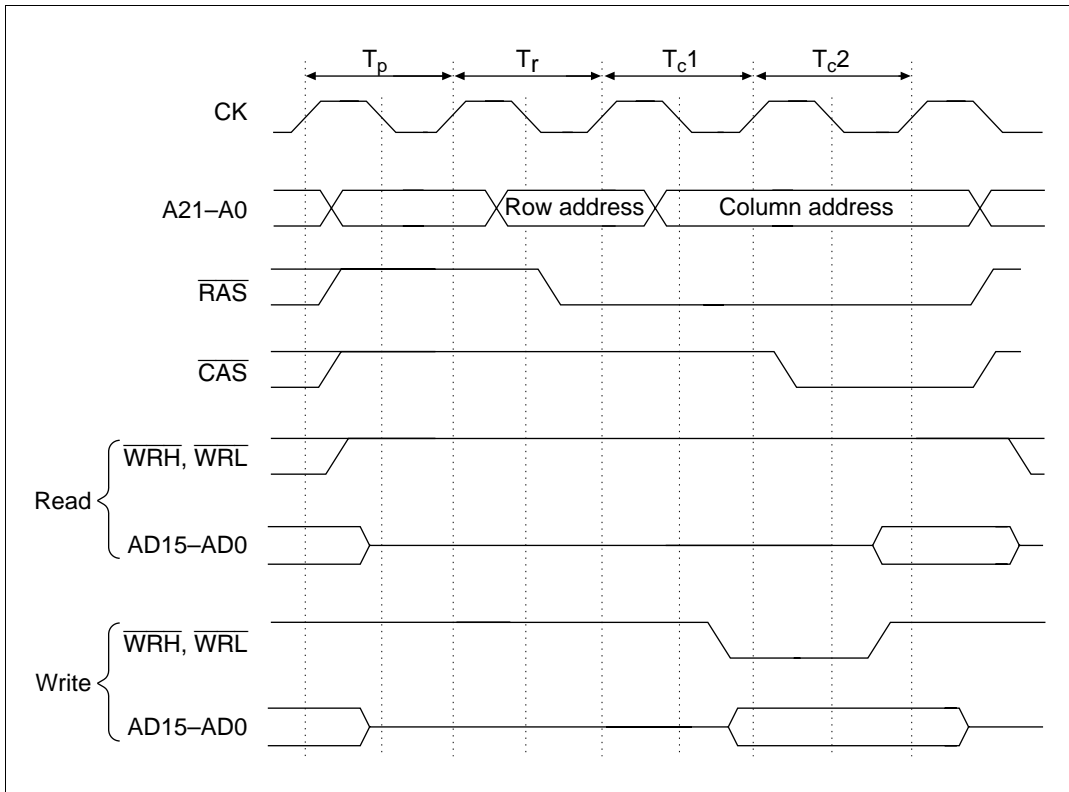 Tp Tr Tc1 Tc2
CK
A21–A0 Row address Column address
RAS
CAS
WRH, WRL
Read
AD15–AD0
WRH, WRL
Write
AD15–AD0